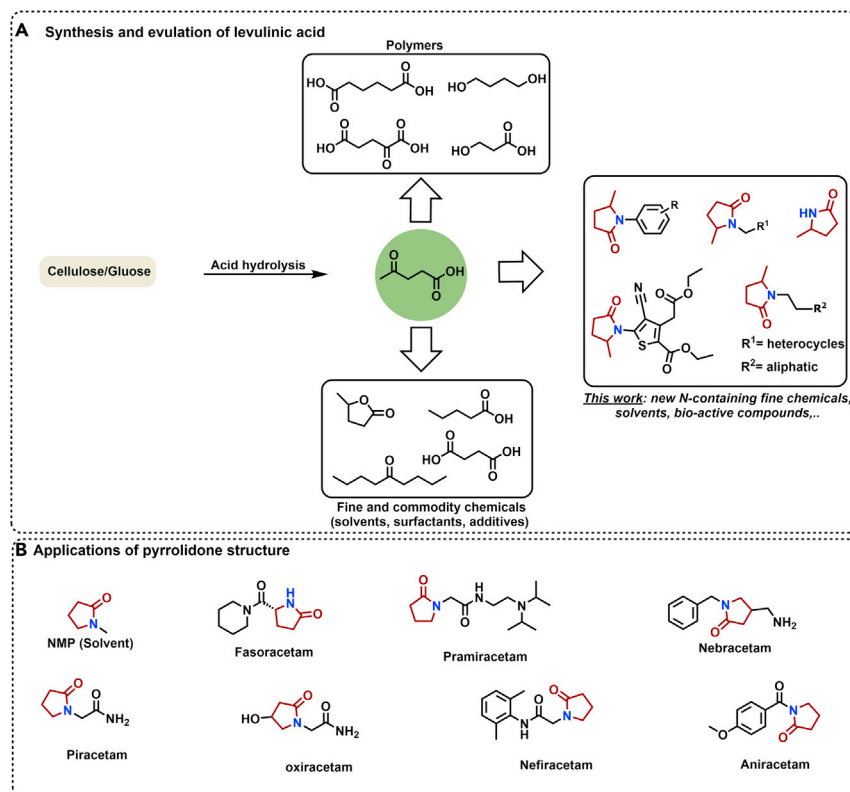 A Synthesis and evulation of levulinic acid
Polymers
HO O O OH
HO OH
HO O O O OH
HO O OH
Cellulose/Gluose
Acid hydrolysis
O O OH
N O R
O N R1
HN O
O N N S O O O O
N O R2
R1= heterocycles
R2= aliphatic
This work: new N-containing fine chemicals,
solvents, bio-active compounds,..
O O
O OH
O
HO O O OH
Fine and commodity chemicals
(solvents, surfactants, additives)
B Applications of pyrrolidone structure
O N
NMP (Solvent)
O N H N O
Fasoracetam
O N O H N N
Pramiracetam
N O NH2
Nebracetam
O N O NH2
Piracetam
HO O N O NH2
oxiracetam
N H O O N
Nefiracetam
O O N O
Aniracetam